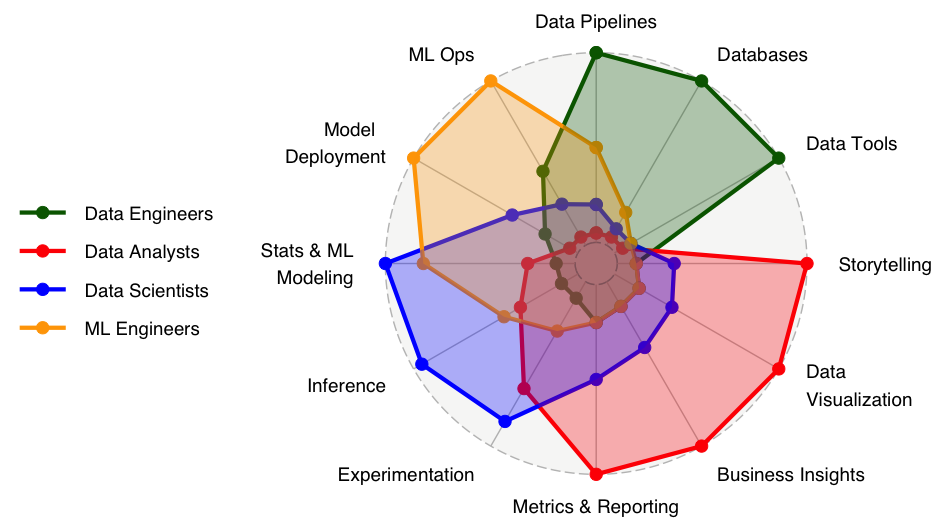 Data Pipelines
ML Ops
Databases
Model
Deployment
Data Tools
Data Engineers
Data Analysts
Data Scientists
ML Engineers
Stats & ML
Modeling
Storytelling
Inference
Data
Visualization
Experimentation
Business Insights
Metrics & Reporting